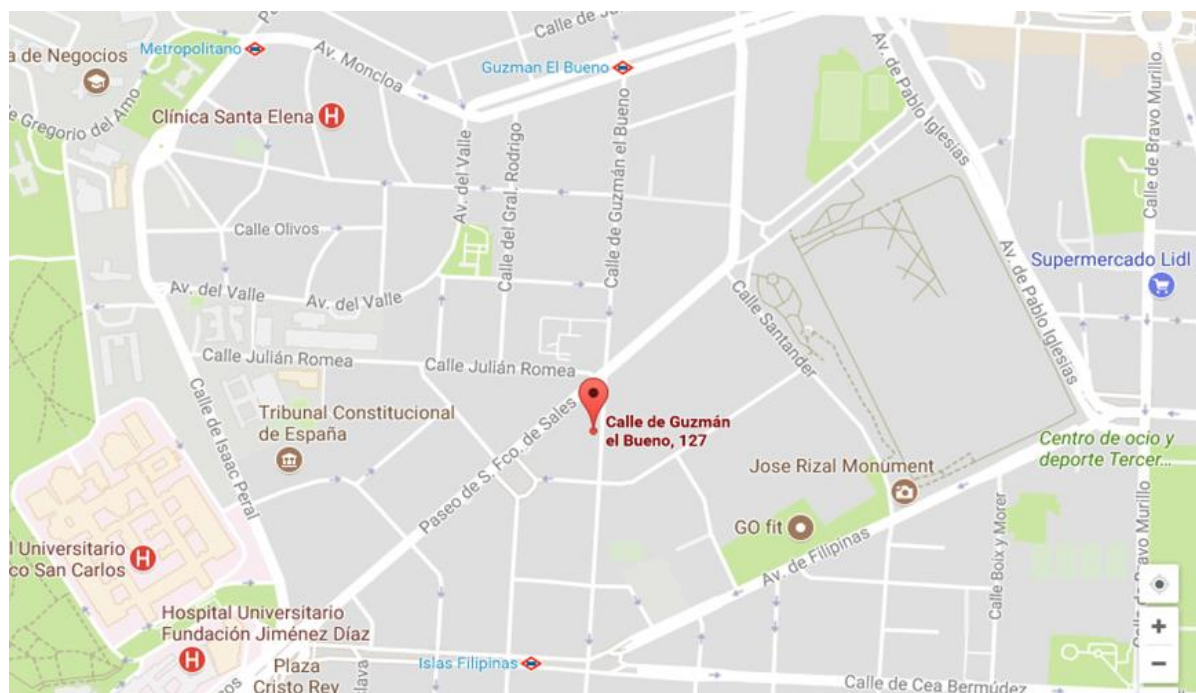 Calle de Ju
Metropolitano
Guzman El Bueno
a de Negocios
Av. Moncloa
Av. de Pablo Iglesias
Calle de Bravo Murillo
e Gregorio del Amo
Clínica Santa Elena
H
Av. del Valle
Calle del Gral. Rodrigo
Calle de Guzmán el Bueno
Calle Olivos
Supermercado Lidl
Av. de Pablo Iglesias
Av. del Valle
Av. del Valle
Calle Santander
Calle Julián Romea
Calle Julián Romea
Calle de Isaac Peral
Tribunal Constitucional
de España
Paseo de S. Fco. de Sales
Calle de Guzmán
el Bueno, 127
Centro de ocio y
deporte Tercer...
Jose Rizal Monument
GO fit
l Universitario
co San Carlos
H
Av. de Filipinas
Calle Boix y Morer
Bravo Murillo
Hospital Universitario
Fundación Jiménez Díaz
H
Plaza
Cristo Rey
Islas Filipinas
Calle de Cea Bermúdez
+
−